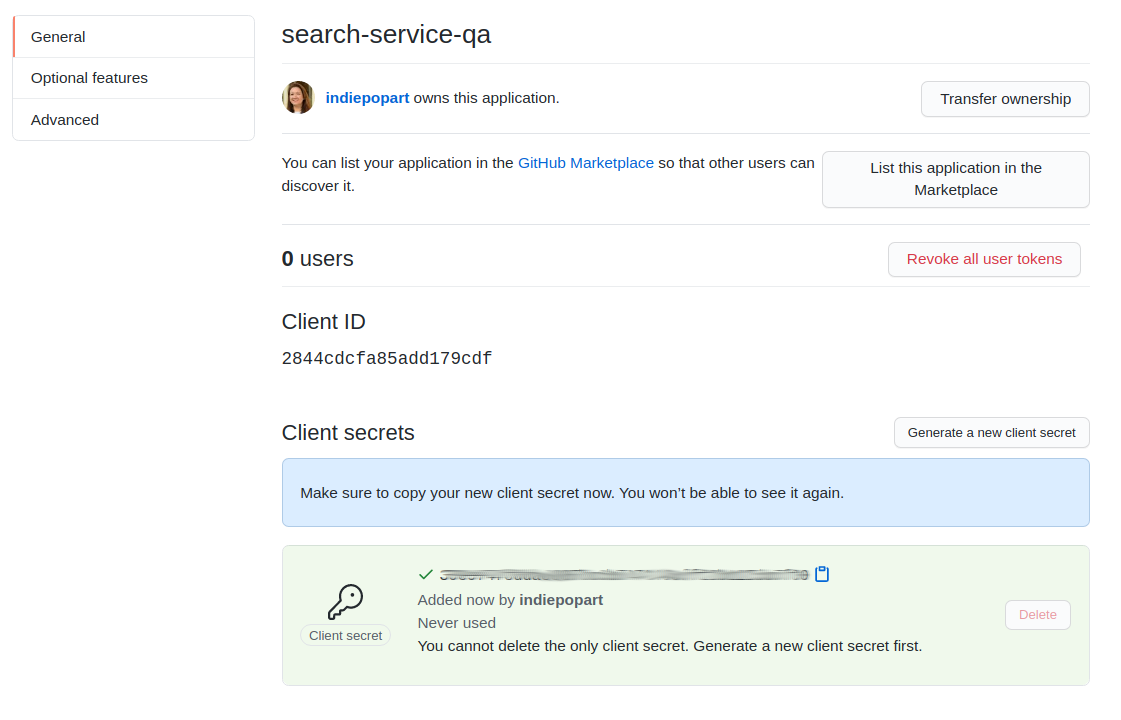 General
Optional features
Advanced
search-service-qa
indiepopart owns this application.
Transfer ownership
You can list your application in the GitHub Marketplace so that other users can
discover it.
List this application in the
Marketplace
0 users
Revoke all user tokens
Client ID
2844cdcfa85add179cdf
Client secrets
Generate a new client secret
Make sure to copy your new client secret now. You won’t be able to see it again.
Client secret
Added now by indiepopart
Never used
You cannot delete the only client secret. Generate a new client secret first.
Delete